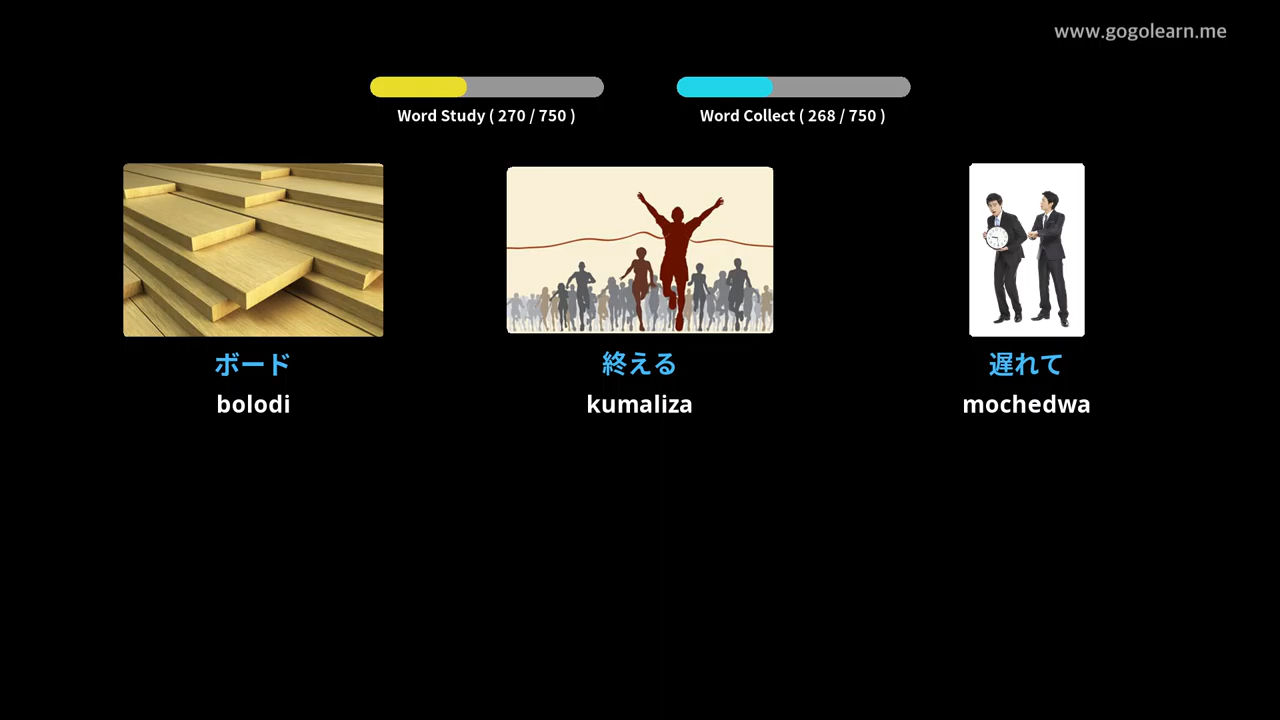 www.gogolearn.me
Word Study ( 270 / 750 )
Word Collect ( 268 / 750 )
ボード
bolodi
終える
kumaliza
遅れて
mochedwa